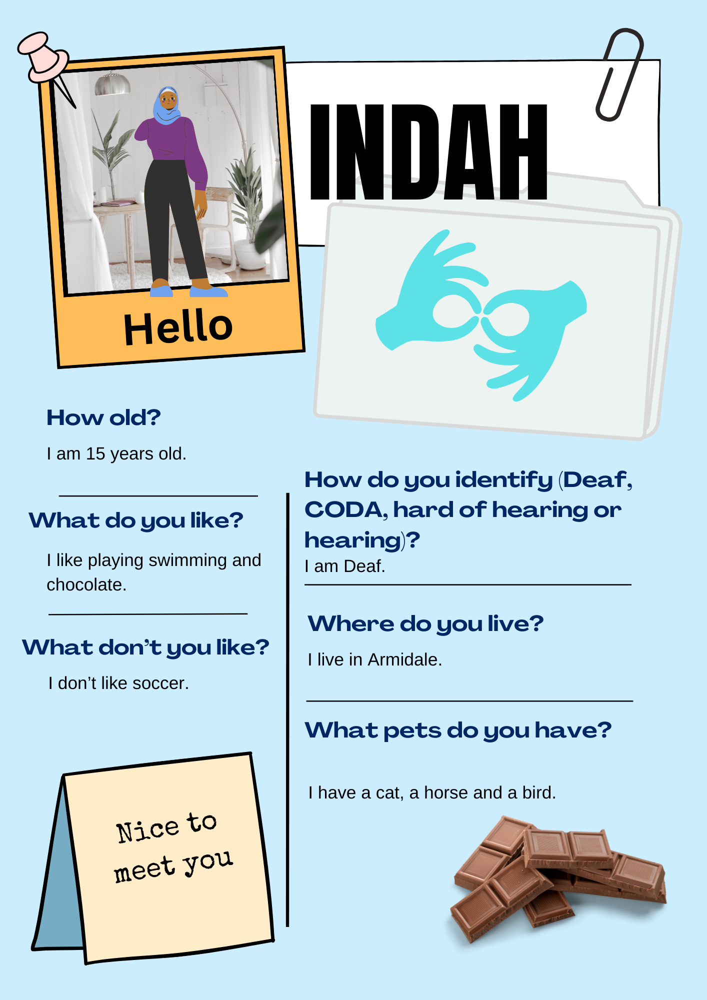 INDAH
Hello
How old?
I am 15 years old.
What do you like?
I like playing swimming and
chocolate.
What don’t you like?
I don’t like soccer.
How do you identify (Deaf,
CODA, hard of hearing or
hearing)?
I am Deaf.
Where do you live?
I live in Armidale.
What pets do you have?
I have a cat, a horse and a bird.
Nice to
meet you